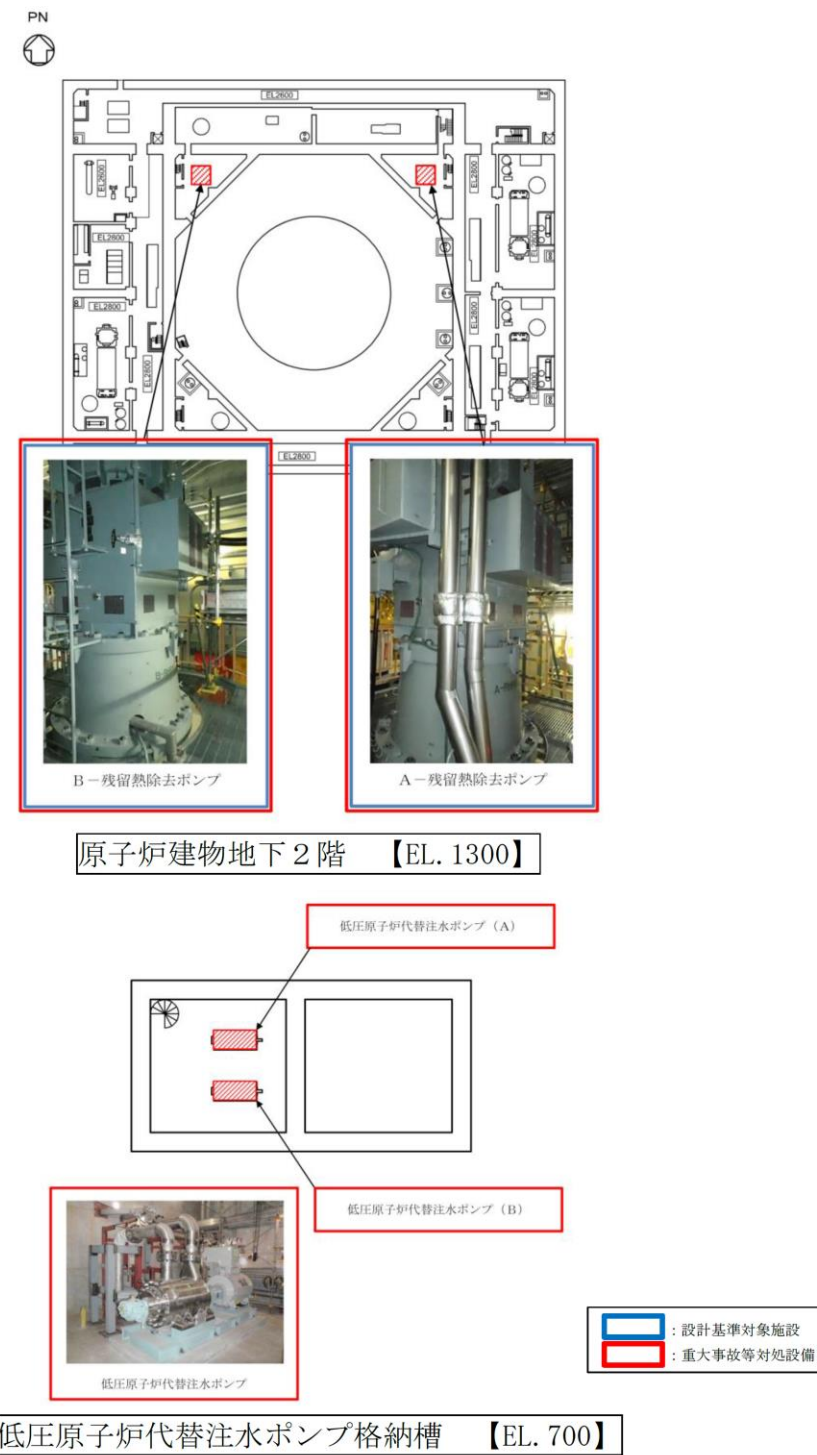 PN
EL2600
EL2600
EL2800
EL2600
EL2800
EL2800
EL2800
EL2800
EL2800
B－残留熱除去ポンプ
A－残留熱除去ポンプ
原子炉建物地下２階　【EL. 1300】
低圧原子炉代替注水ポンプ（A）
低圧原子炉代替注水ポンプ（B）
低圧原子炉代替注水ポンプ
：設計基準対象施設
：重大事故等対処設備
低圧原子炉代替注水ポンプ格納槽　【EL. 700】